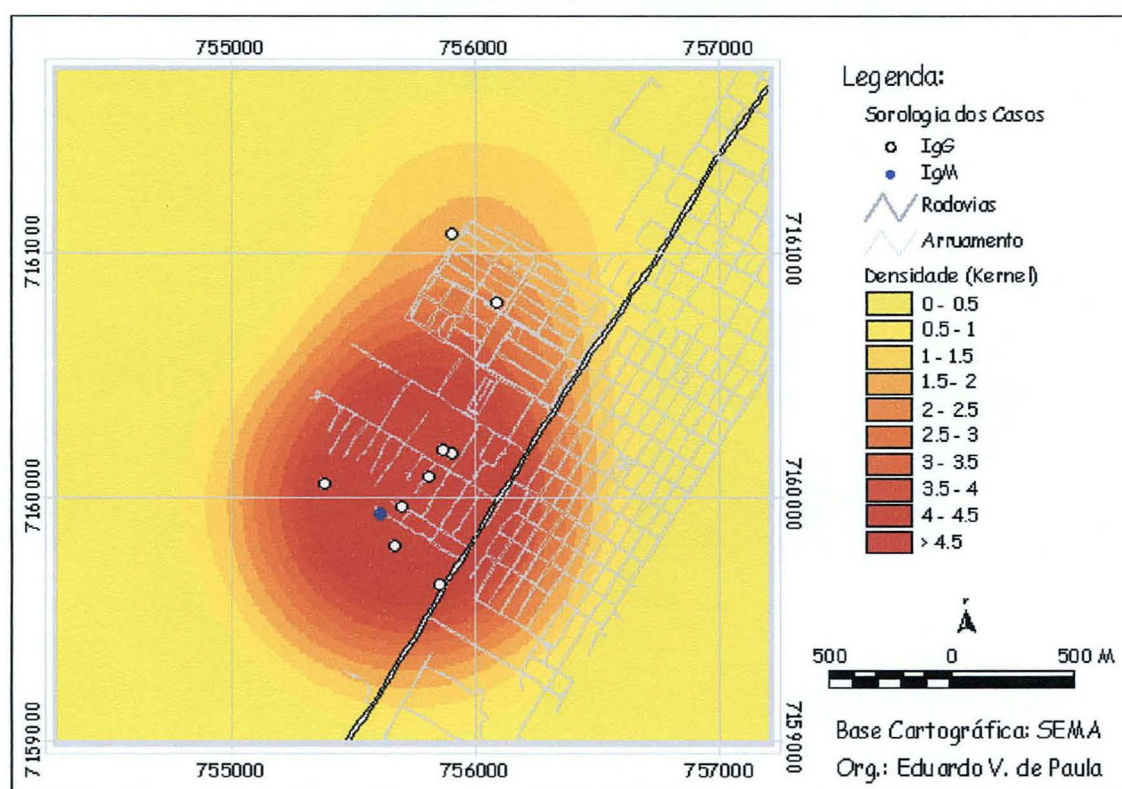 755000 756000 757000
7161000
7160000
7159000
7161000
7160000
7159000
755000 756000 757000
Legenda:
Sorologia dos Casos
IgG
IgM
Rodovias
Arruamento
Densidade (Kernel)
0 - 0.5
0.5 - 1
1 - 1.5
1.5 - 2
2 - 2.5
2.5 - 3
3 - 3.5
3.5 - 4
4 - 4.5
> 4.5
500 0 500 M
Base Cartográfica: SEMA
Org.: Eduardo V. de Paula